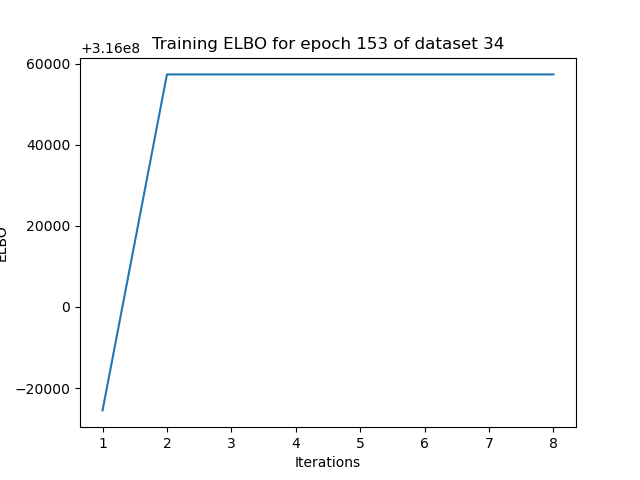 Training ELBO for epoch 153 of dataset 34
+3.16e8
60000
40000
20000
0
−20000
ELBO
1 2 3 4 5 6 7 8
Iterations